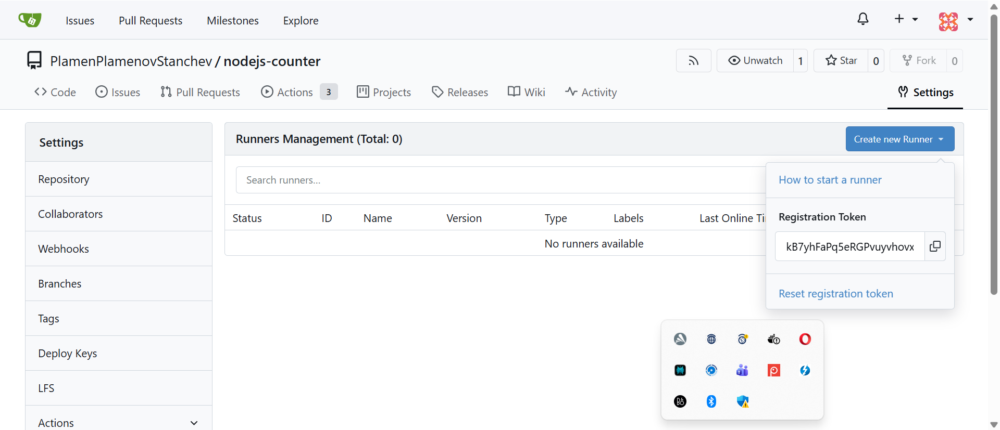 Issues Pull Requests Milestones Explore
PlamenPlamenovStanchev / nodejs-counter
Unwatch 1 Star 0 Fork 0
Code Issues Pull Requests Actions 3 Projects Releases Wiki Activity Settings
Settings
Repository
Collaborators
Webhooks
Branches
Tags
Deploy Keys
LFS
Actions
Runners Management (Total: 0)
Create new Runner
Search runners...
Status ID Name Version Type Labels Last Online Ti
No runners available
How to start a runner
Registration Token
kB7yhFaPq5eRGPvuyvhovx
Reset registration token